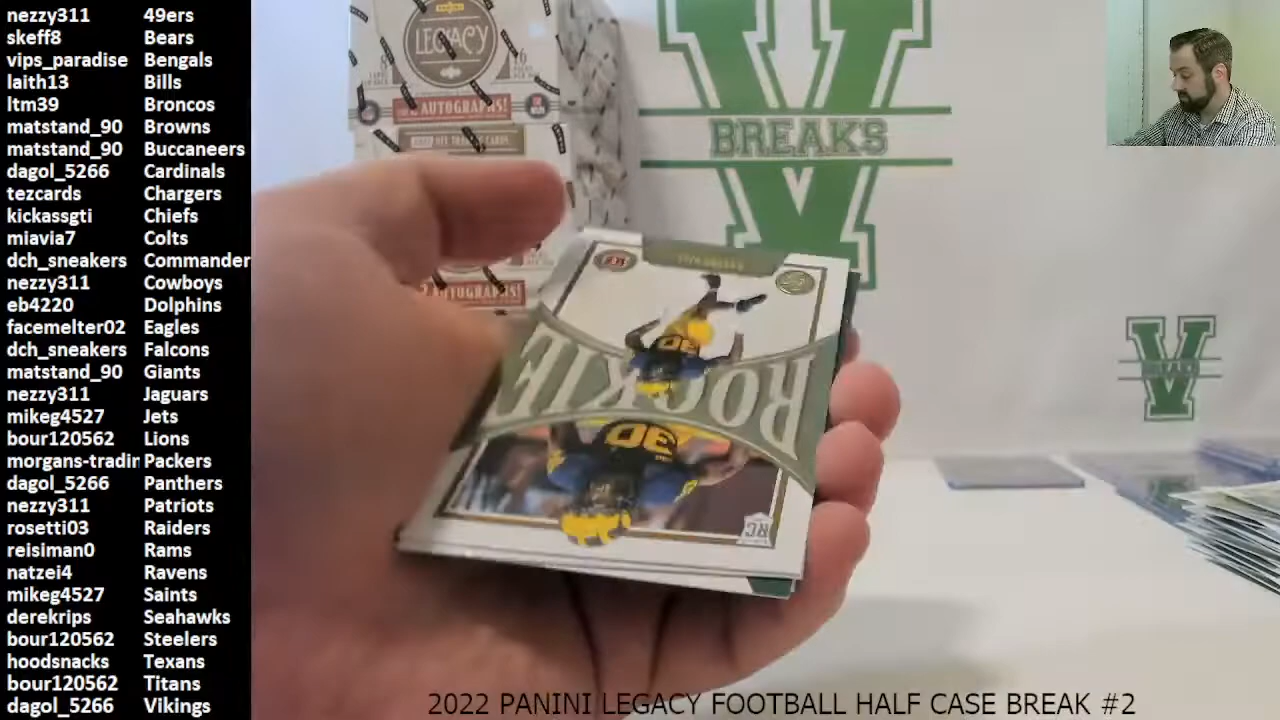 nezzy311 49ers
skeff8 Bears
vips_paradise Bengals
laith13 Bills
ltm39 Broncos
matstand_90 Browns
matstand_90 Buccaneers
dagol_5266 Cardinals
tezcards Chargers
kickassgti Chiefs
miavia7 Colts
dch_sneakers Commander
nezzy311 Cowboys
eb4220 Dolphins
facemelter02 Eagles
dch_sneakers Falcons
matstand_90 Giants
nezzy311 Jaguars
mikeg4527 Jets
bour120562 Lions
morgans-tradin Packers
dagol_5266 Panthers
nezzy311 Patriots
rosetti03 Raiders
reisiman0 Rams
natzei4 Ravens
mikeg4527 Saints
derekrips Seahawks
bour120562 Steelers
hoodsnacks Texans
bour120562 Titans
dagol_5266 Vikings
PANINI
LEGACY
AUTOGRAPHS!
AUTOGRAPHS!
V
BREAKS
V
BREAKS
ROOKIE
30
30
RC
2022 PANINI LEGACY FOOTBALL HALF CASE BREAK #2